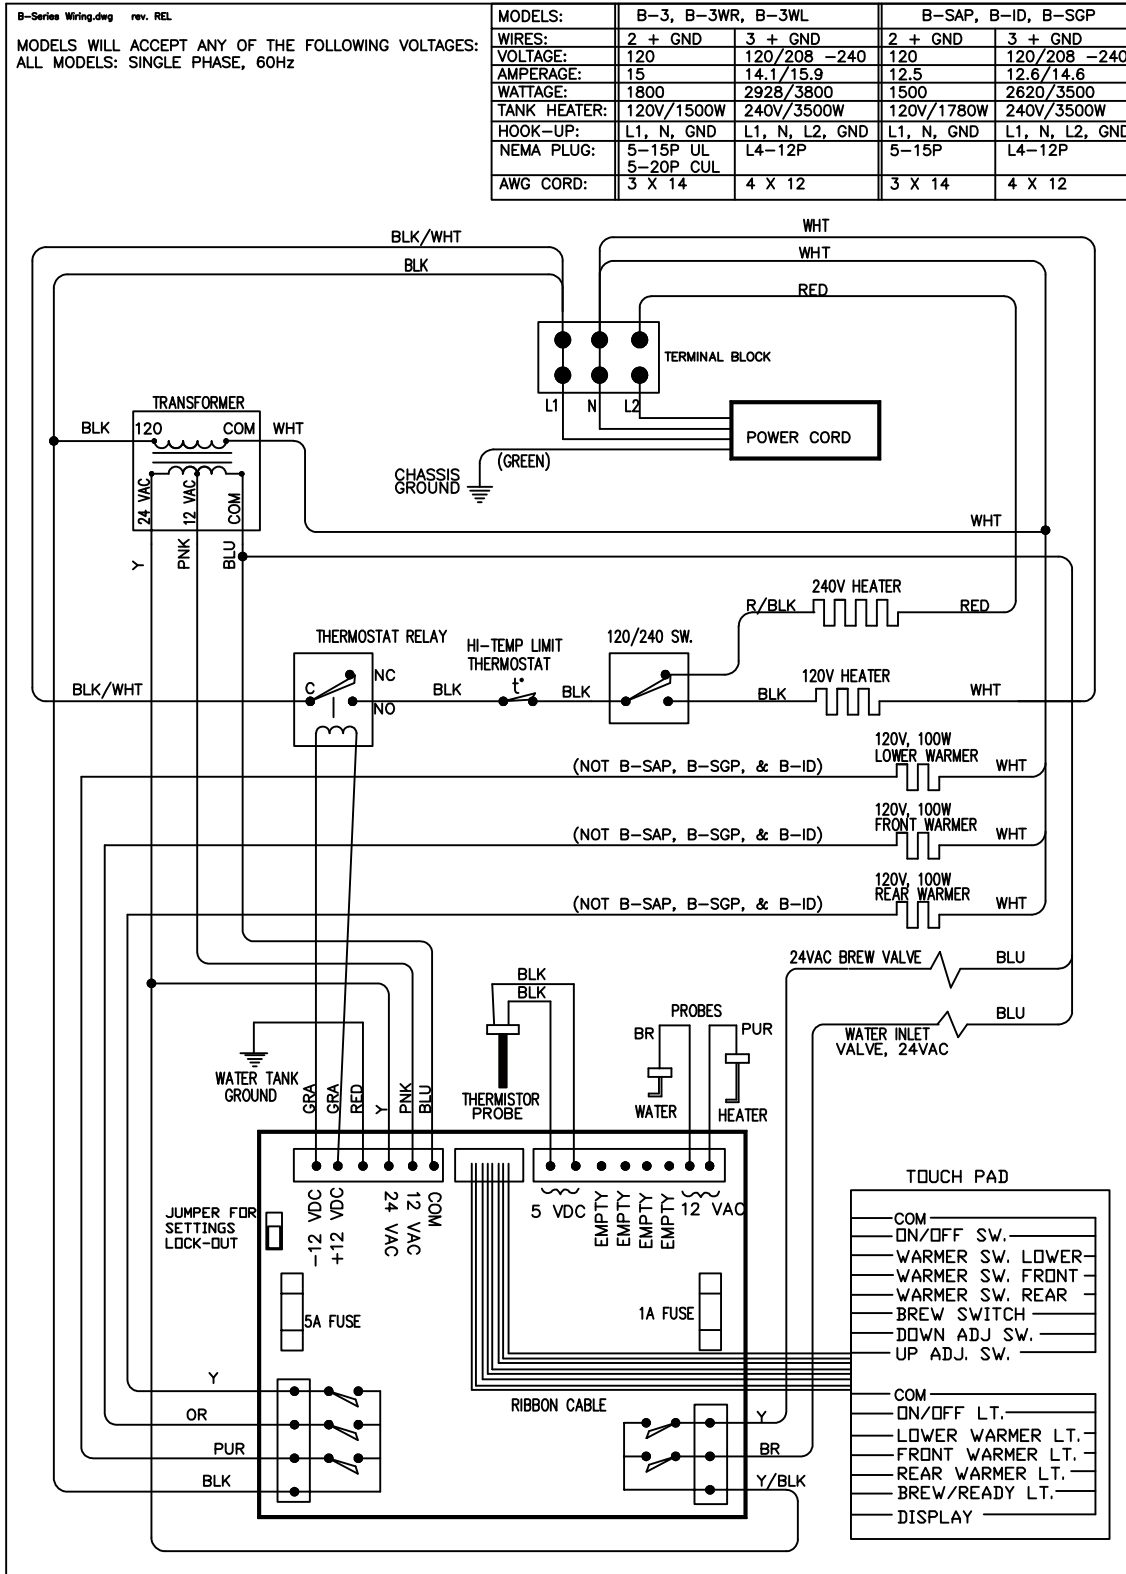 B-Series Wiring.dwg rev. REL
MODELS WILL ACCEPT ANY OF THE FOLLOWING VOLTAGES:
ALL MODELS: SINGLE PHASE, 60Hz
MODELS: B-3, B-3WR, B-3WL B-SAP, B-ID, B-SGP
WIRES: 2 + GND 3 + GND 2 + GND 3 + GND
VOLTAGE: 120 120/208 -240 120 120/208 -240
AMPERAGE: 15 14.1/15.9 12.5 12.6/14.6
WATTAGE: 1800 2928/3800 1500 2620/3500
TANK HEATER: 120V/1500W 240V/3500W 120V/1780W 240V/3500W
HOOK-UP: L1, N, GND L1, N, L2, GND L1, N, GND L1, N, L2, GND
NEMA PLUG: 5-15P UL L4-12P 5-15P L4-12P
5-20P CUL
AWG CORD: 3 X 14 4 X 12 3 X 14 4 X 12
WHT
BLK/WHT
WHT
BLK
RED
TERMINAL BLOCK
L1 N L2
TRANSFORMER
BLK 120 COM WHT
POWER CORD
(GREEN)
CHASSIS
GROUND
24 VAC
12 VAC
COM
WHT
Y
PNK
BLU
240V HEATER
R/BLK
RED
THERMOSTAT RELAY
HI-TEMP LIMIT
THERMOSTAT
120/240 SW.
t°
NC
C
NO
120V HEATER
BLK/WHT
BLK
BLK
BLK
WHT
120V, 100W
LOWER WARMER
(NOT B-SAP, B-SGP, & B-ID)
WHT
120V, 100W
FRONT WARMER
(NOT B-SAP, B-SGP, & B-ID)
WHT
120V, 100W
REAR WARMER
(NOT B-SAP, B-SGP, & B-ID)
WHT
24VAC BREW VALVE
BLU
BLK
BLK
PROBES
BR
PUR
BLU
WATER INLET
VALVE, 24VAC
WATER TANK
GROUND
GRA
GRA
RED
Y
PNK
BLU
THERMISTOR
PROBE
WATER
HEATER
TOUCH PAD
JUMPER FOR
SETTINGS
LOCK-OUT
-12 VDC
+12 VDC
24 VAC
12 VAC
COM
5 VDC
EMPTY
EMPTY
EMPTY
EMPTY
12 VAC
COM
ON/OFF SW.
WARMER SW. LOWER
WARMER SW. FRONT
WARMER SW. REAR
BREW SWITCH
DOWN ADJ SW.
UP ADJ. SW.
5A FUSE
1A FUSE
RIBBON CABLE
Y
OR
PUR
BLK
Y
BR
Y/BLK
COM
ON/OFF LT.
LOWER WARMER LT.
FRONT WARMER LT.
REAR WARMER LT.
BREW/READY LT.
DISPLAY